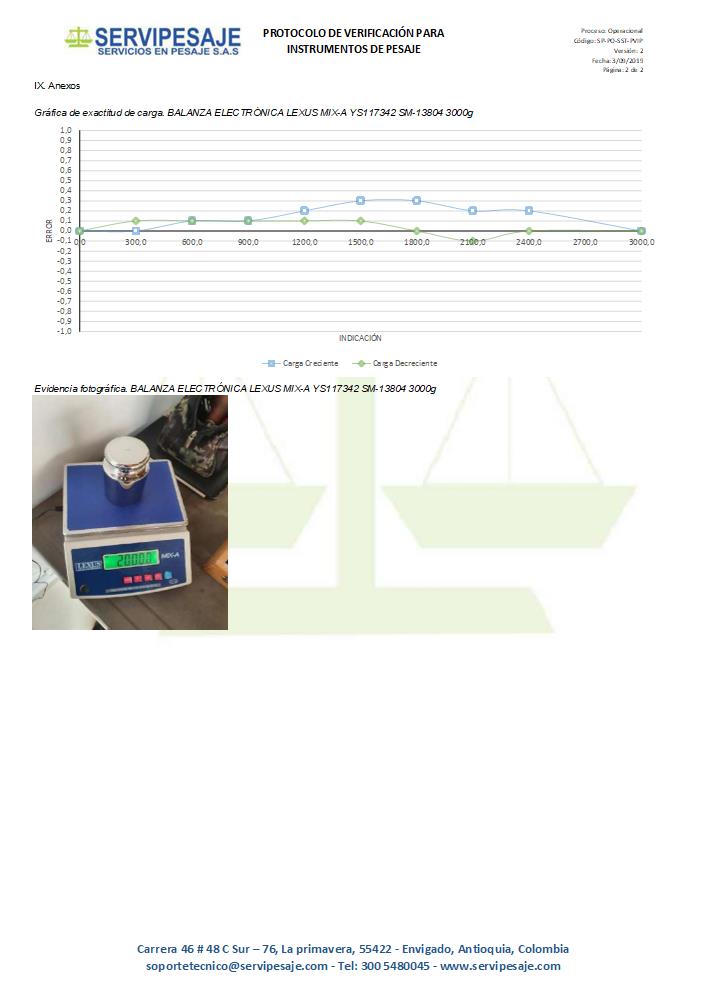 SERVIPESAJE
SERVICIOS EN PESAJE S.A.S
PROTOCOLO DE VERIFICACIÓN PARA
INSTRUMENTOS DE PESAJE
Proceso: Operacional
Código: SP-PO-SST-PVIP
Versión: 2
Fecha: 3/09/2019
Página: 2 de 2
IX. Anexos
Gráfica de exactitud de carga. BALANZA ELECTRÓNICA LEXUS MIX-A YS117342 SM-13804 3000g
1,0
0,9
0,8
0,7
0,6
0,5
0,4
0,3
0,2
0,1
0,0
-0,1
-0,2
-0,3
-0,4
-0,5
-0,6
-0,7
-0,8
-0,9
-1,0
ERROR
0,0 300,0 600,0 900,0 1200,0 1500,0 1800,0 2100,0 2400,0 2700,0 3000,0
INDICACIÓN
Carga Creciente Carga Decreciente
Evidencia fotográfica. BALANZA ELECTRÓNICA LEXUS MIX-A YS117342 SM-13804 3000g
LEXUS
2000.0
MIX-A
Carrera 46 # 48 C Sur – 76, La primavera, 55422 - Envigado, Antioquia, Colombia
soportetecnico@servipesaje.com - Tel: 300 5480045 - www.servipesaje.com